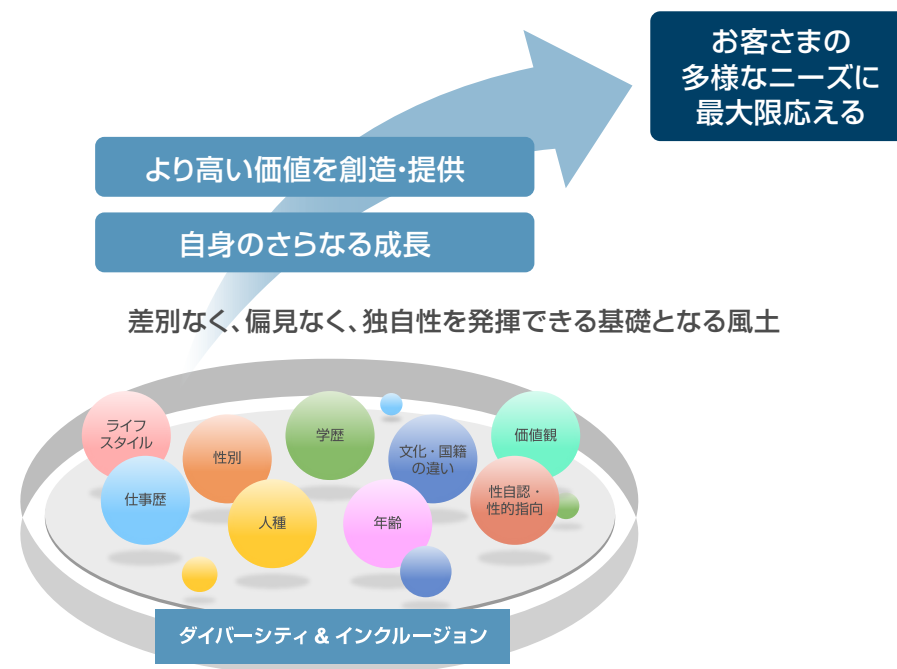 お客さまの
多様なニーズに
最大限応える
より高い価値を創造・提供
自身のさらなる成長
差別なく、偏見なく、独自性を発揮できる基礎となる風土
ライフ
スタイル
性別
学歴
文化・国籍
の違い
価値観
仕事歴
人種
年齢
性自認・
性的指向
ダイバーシティ & インクルージョン